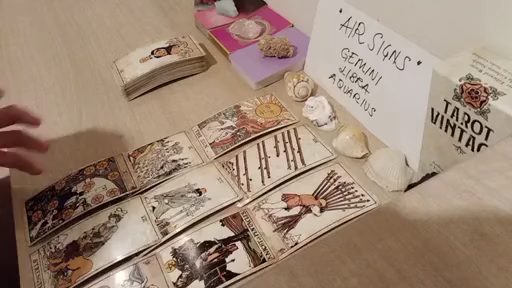 "AIR SIGNS"
GEMINI
LIBRA
AQUARIUS
TAROT
VINTAG